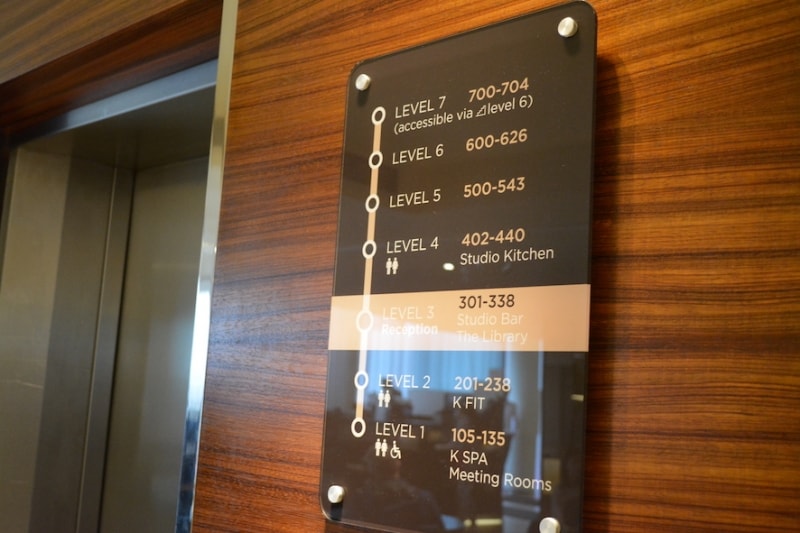 LEVEL 7 700-704
(accessible via level 6)
LEVEL 6 600-626
LEVEL 5 500-543
LEVEL 4 402-440
Studio Kitchen
LEVEL 3 301-338
Reception Studio Bar
The Library
LEVEL 2 201-238
K FIT
LEVEL 1 105-135
K SPA
Meeting Rooms